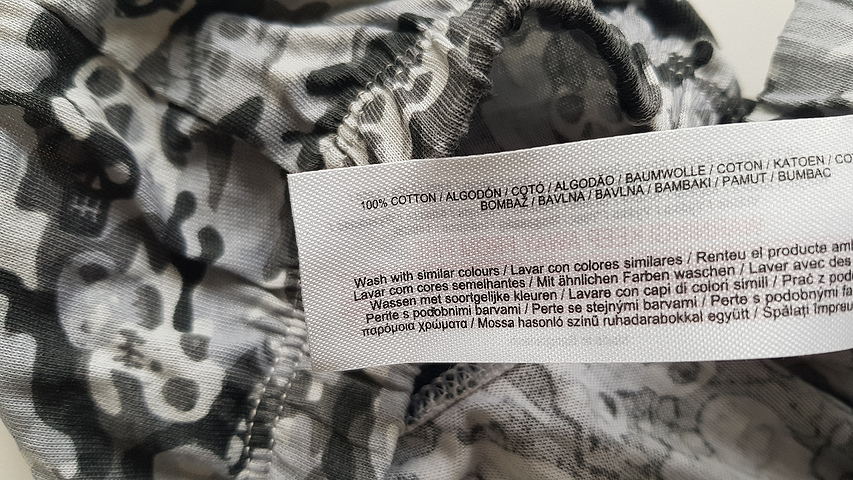 100% COTTON / ALGODÓN / COTÓ / ALGODÃO / BAUMWOLLE / COTON / KATOEN / CO
BOMBAŽ / BAVLNA / BAVLNA / BAMBAKI / PAMUT / BUMBAC
Wash with similar colours / Lavar con colores similares / Renteu el producte am
Lavar com cores semelhantes / Mit ähnlichen Farben waschen / Laver avec des
Wassen met soortgelijke kleuren / Lavare con capi di colori simili / Prać z pod
Perite s podobnimi barvami / Perte se stejnými barvami / Perte s podobnými fa
παρόμοια χρώματα / Mossa hasonló színű ruhadarabokkal együtt / Spălați împreu